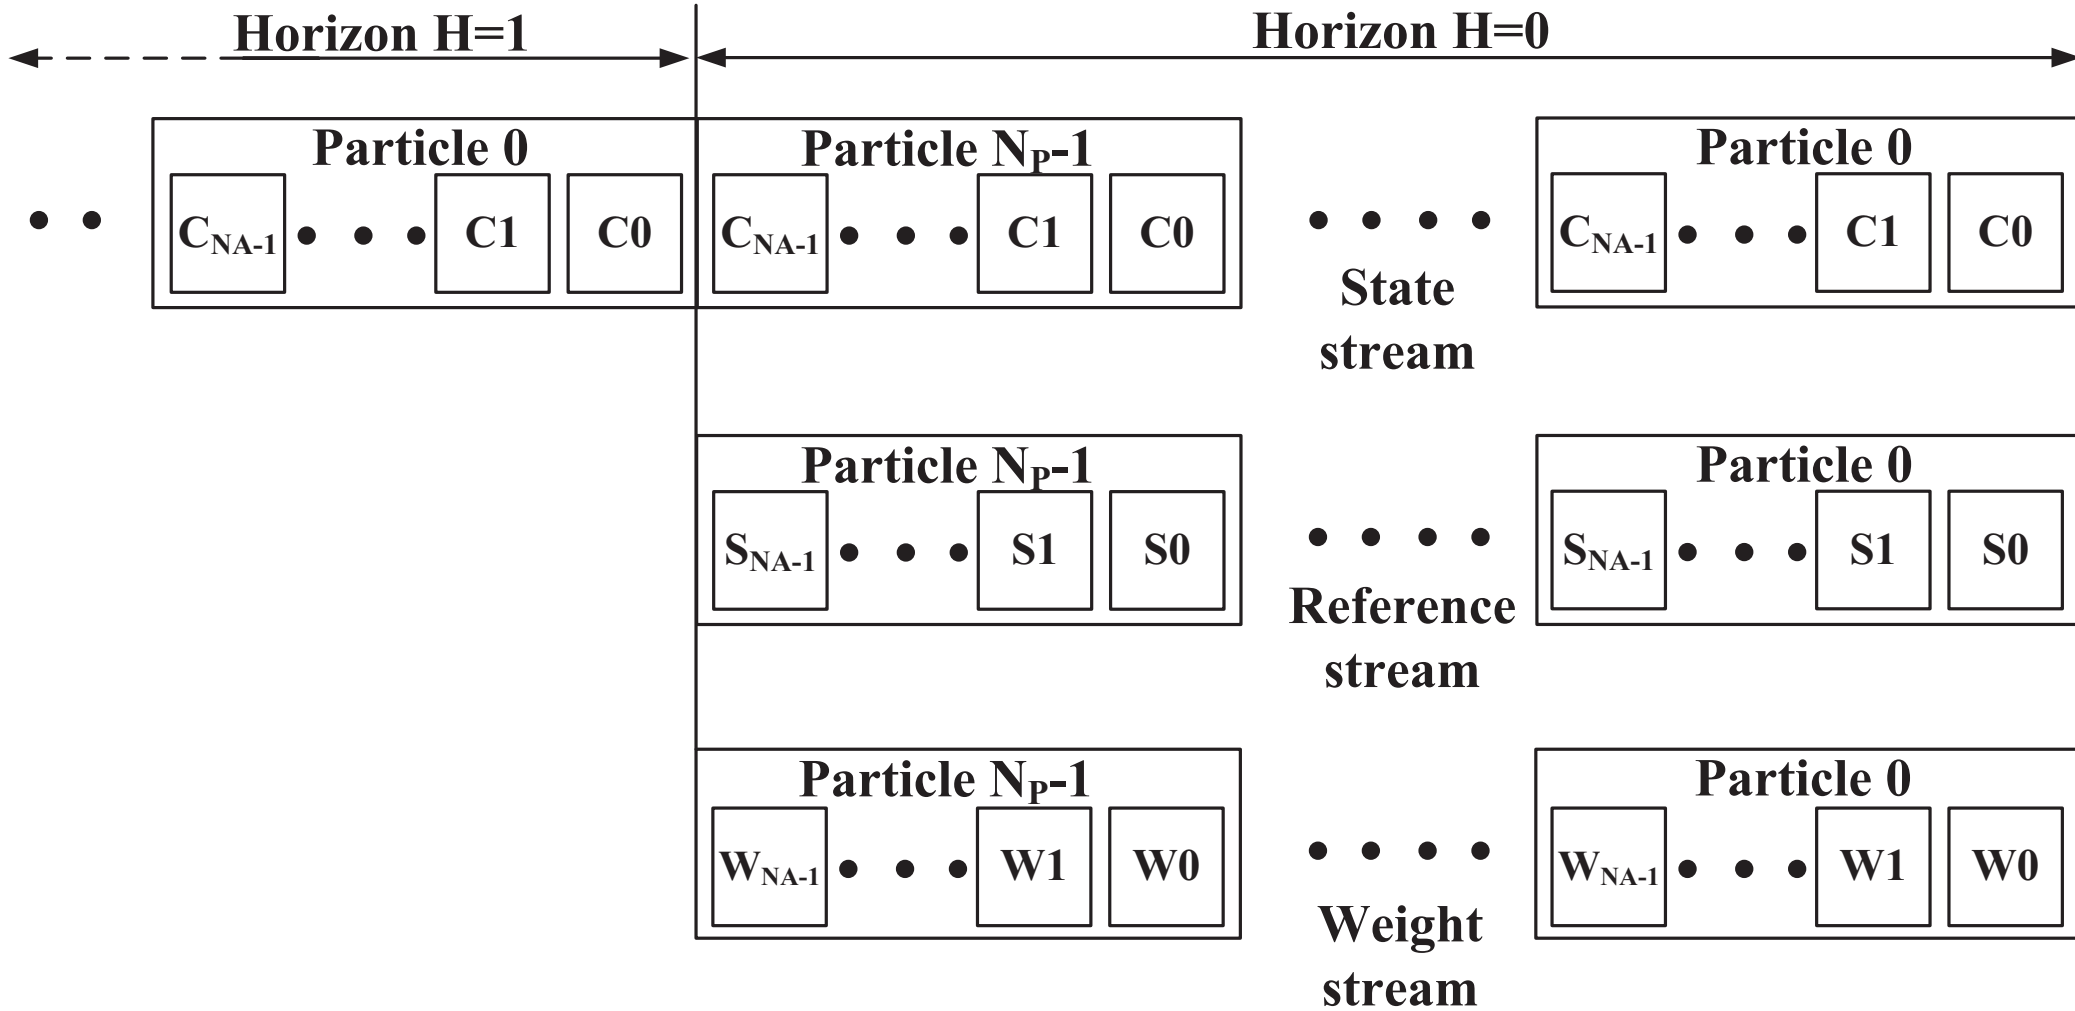 Horizon H=1 Horizon H=0
Particle 0 Particle NP-1 Particle 0
CNA-1 C1 C0 CNA-1 C1 C0 CNA-1 C1 C0
State
stream
Particle NP-1 Particle 0
SNA-1 S1 S0 SNA-1 S1 S0
Reference
stream
Particle NP-1 Particle 0
WNA-1 W1 W0 WNA-1 W1 W0
Weight
stream